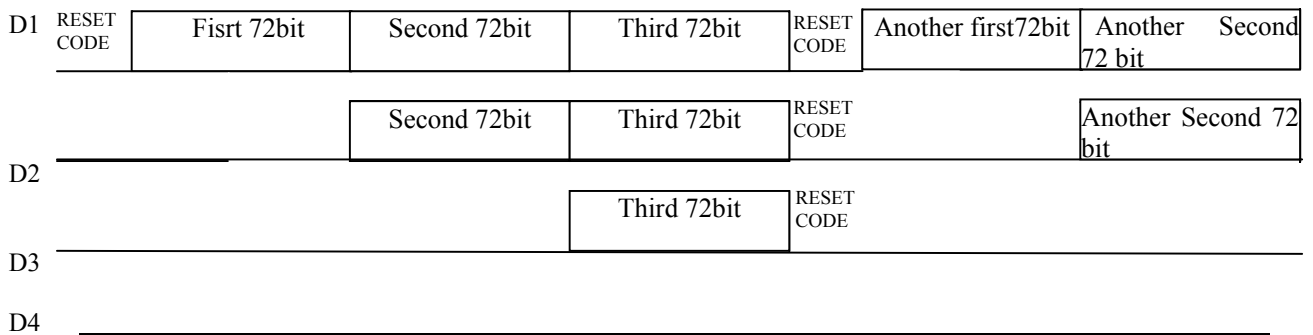 D1 RESET CODE Fisrt 72bit Second 72bit Third 72bit RESET CODE Another first72bit Another Second 72 bit
Second 72bit Third 72bit RESET CODE Another Second 72 bit
D2
Third 72bit RESET CODE
D3
D4